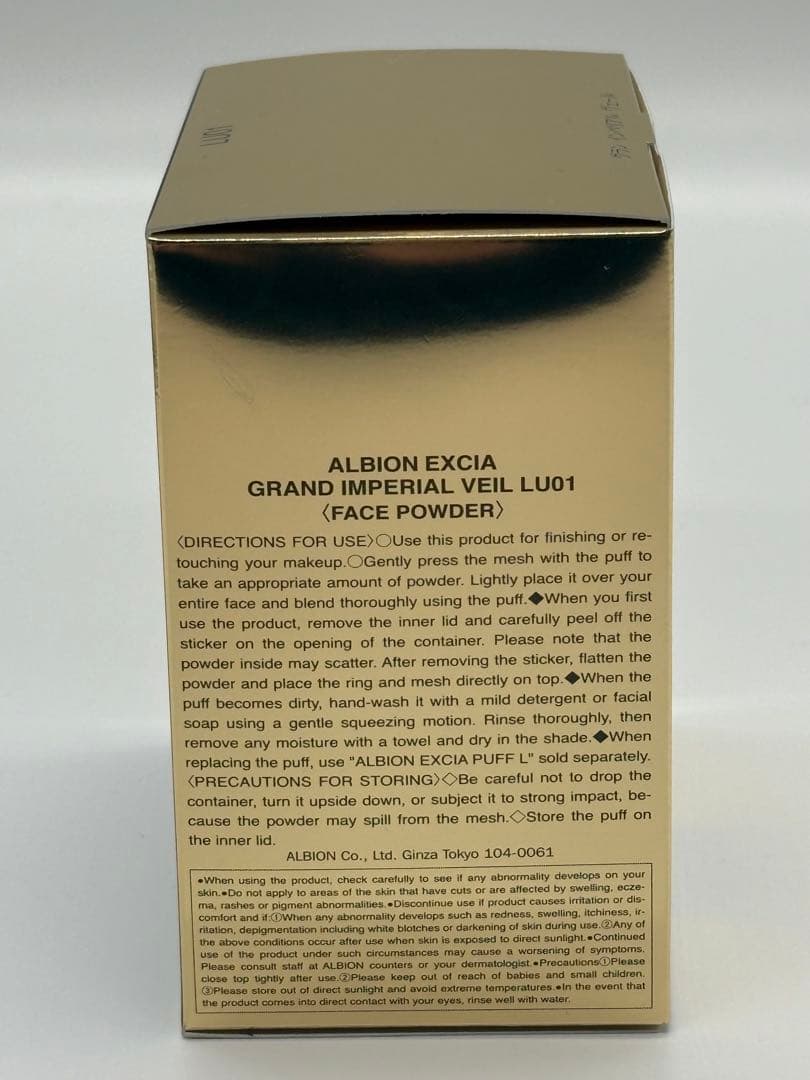 LU01
グラン インペリアル ヴェール
ALBION EXCIA
GRAND IMPERIAL VEIL LU01
〈FACE POWDER〉
〈DIRECTIONS FOR USE〉○Use this product for finishing or re-
touching your makeup.○Gently press the mesh with the puff to
take an appropriate amount of powder. Lightly place it over your
entire face and blend thoroughly using the puff.◆When you first
use the product, remove the inner lid and carefully peel off the
sticker on the opening of the container. Please note that the
powder inside may scatter. After removing the sticker, flatten the
powder and place the ring and mesh directly on top.◆When the
puff becomes dirty, hand-wash it with a mild detergent or facial
soap using a gentle squeezing motion. Rinse thoroughly, then
remove any moisture with a towel and dry in the shade.◆When
replacing the puff, use "ALBION EXCIA PUFF L" sold separately.
〈PRECAUTIONS FOR STORING〉◇Be careful not to drop the
container, turn it upside down, or subject it to strong impact, be-
cause the powder may spill from the mesh.◇Store the puff on
the inner lid.
ALBION Co., Ltd. Ginza Tokyo 104-0061
●When using the product, check carefully to see if any abnormality develops on your
skin.●Do not apply to areas of the skin that have cuts or are affected by swelling, ecze-
ma, rashes or pigment abnormalities.●Discontinue use if product causes irritation or dis-
comfort and if:①When any abnormality develops such as redness, swelling, itchiness, ir-
ritation, depigmentation including white blotches or darkening of skin during use.②Any of
the above conditions occur after use when skin is exposed to direct sunlight.●Continued
use of the product under such circumstances may cause a worsening of symptoms.
Please consult staff at ALBION counters or your dermatologist.●Precautions①Please
close top tightly after use.②Please keep out of reach of babies and small children.
③Please store out of direct sunlight and avoid extreme temperatures.●In the event that
the product comes into direct contact with your eyes, rinse well with water.